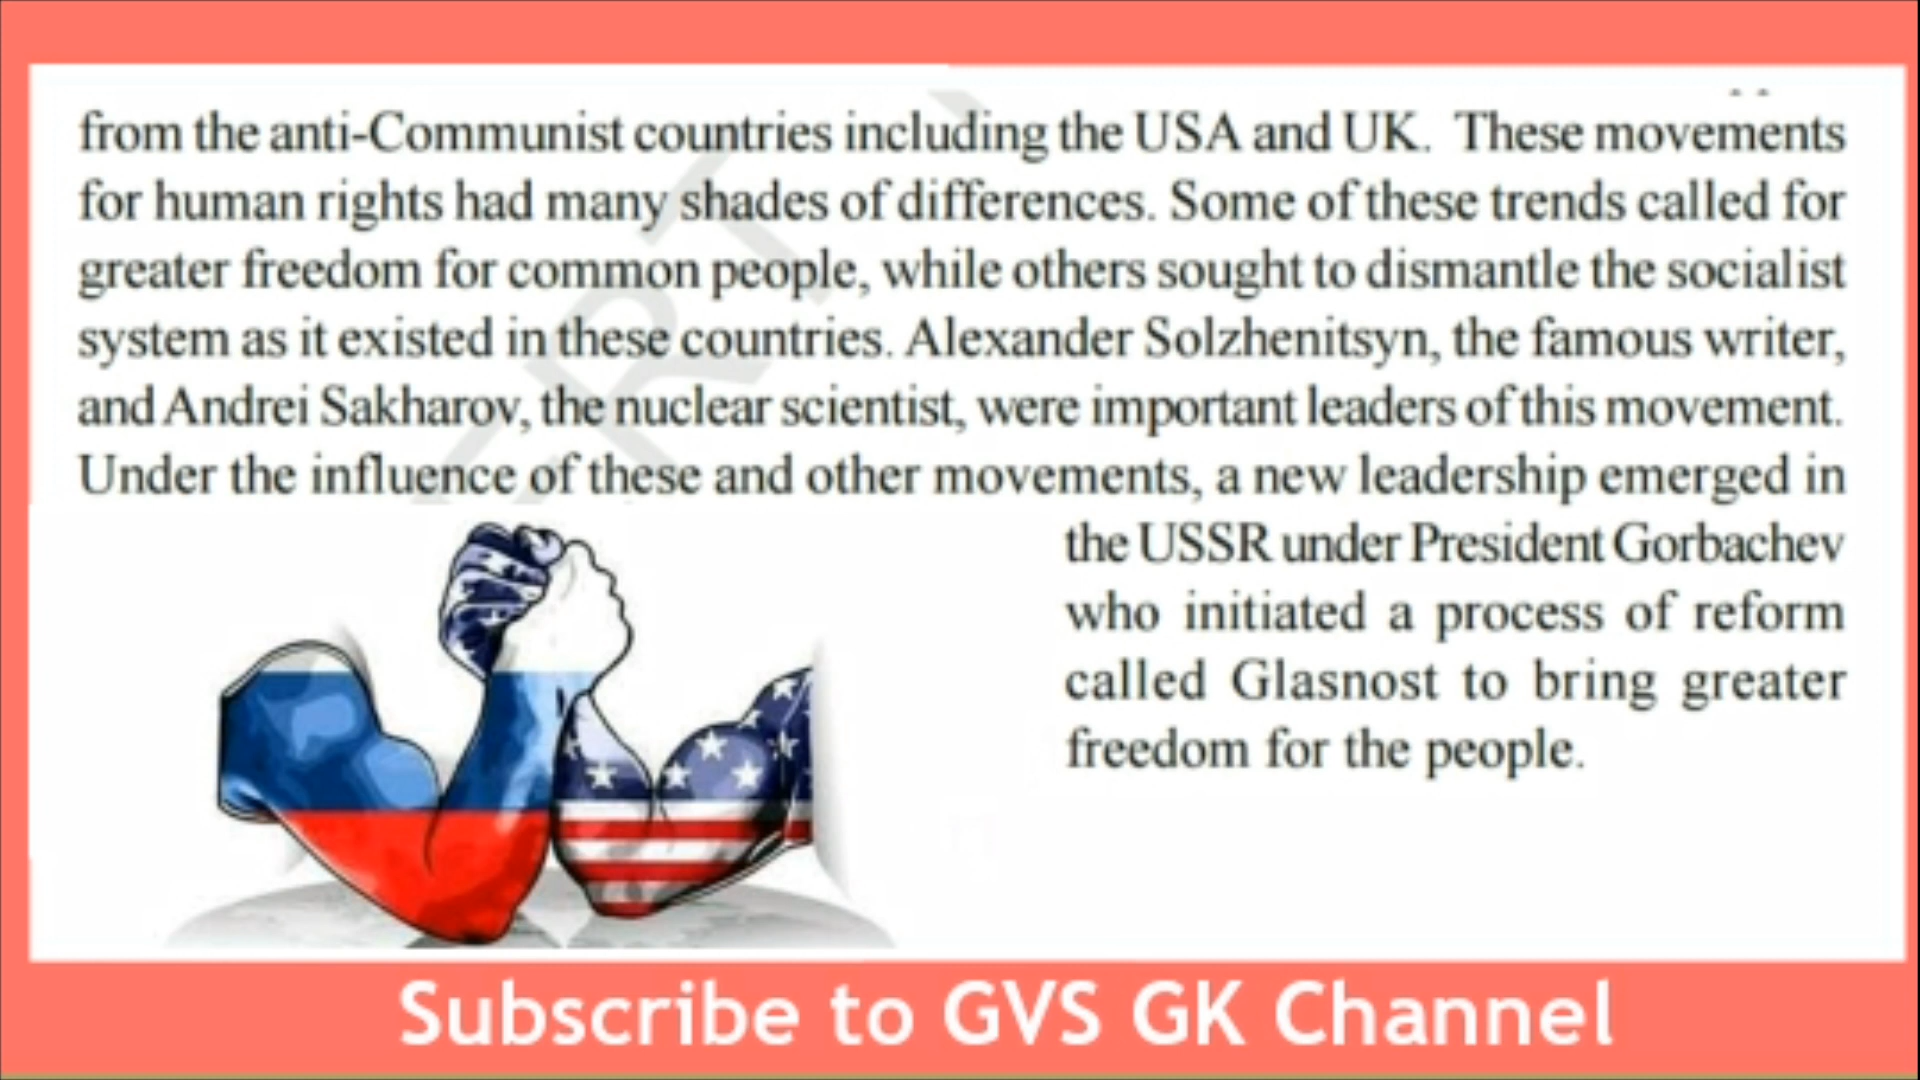 from the anti-Communist countries including the USA and UK. These movements
for human rights had many shades of differences. Some of these trends called for
greater freedom for common people, while others sought to dismantle the socialist
system as it existed in these countries. Alexander Solzhenitsyn, the famous writer,
and Andrei Sakharov, the nuclear scientist, were important leaders of this movement.
Under the influence of these and other movements, a new leadership emerged in
the USSR under President Gorbachev
who initiated a process of reform
called Glasnost to bring greater
freedom for the people.
Subscribe to GVS GK Channel